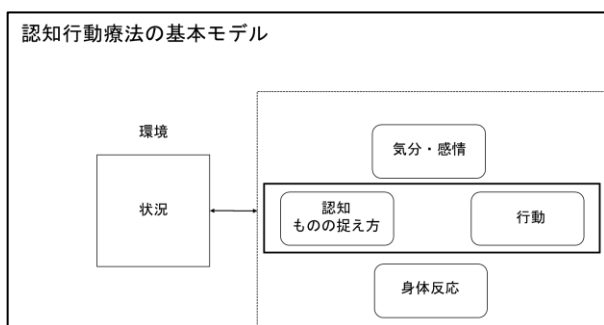 認知行動療法の基本モデル
環境
気分・感情
状況
認知
ものの捉え方
行動
身体反応